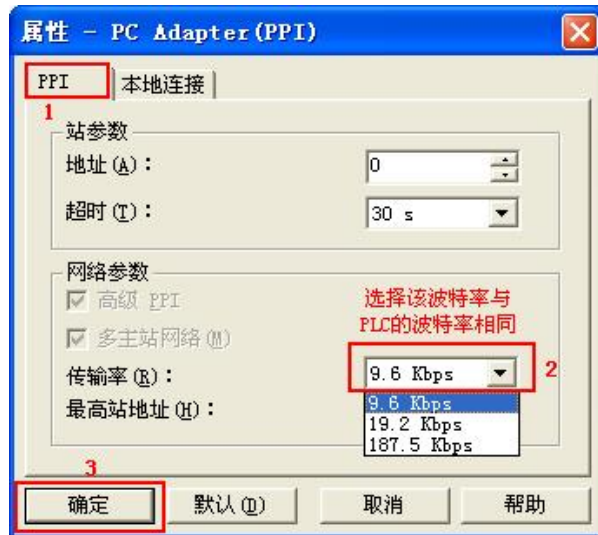 属性 - PC Adapter(PPI)
PPI
本地连接
1
站参数
地址(A):
0
超时(T):
30 s
网络参数
高级 PPI
多主站网络(M)
选择该波特率与
PLC的波特率相同
传输率(R):
9.6 Kbps
2
最高站地址(H):
9.6 Kbps
19.2 Kbps
187.5 Kbps
3
确定
默认(D)
取消
帮助